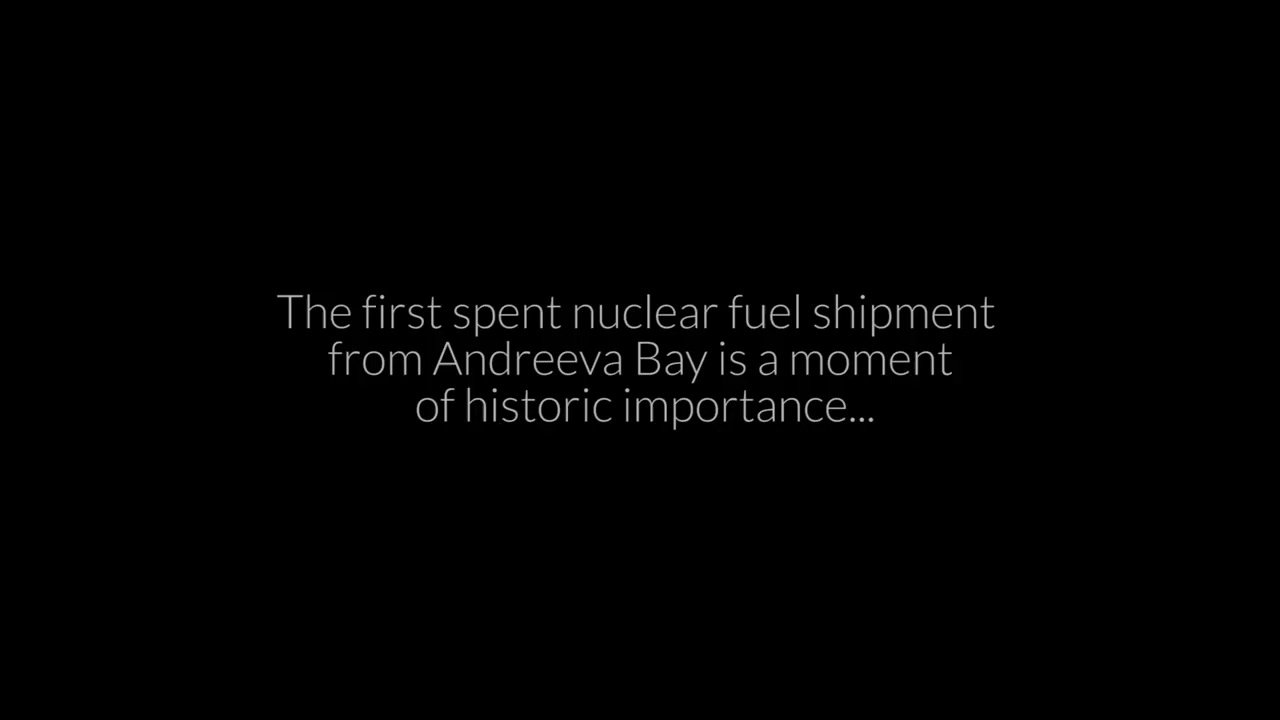 The first spent nuclear fuel shipment
from Andreeva Bay is a moment
of historic importance...